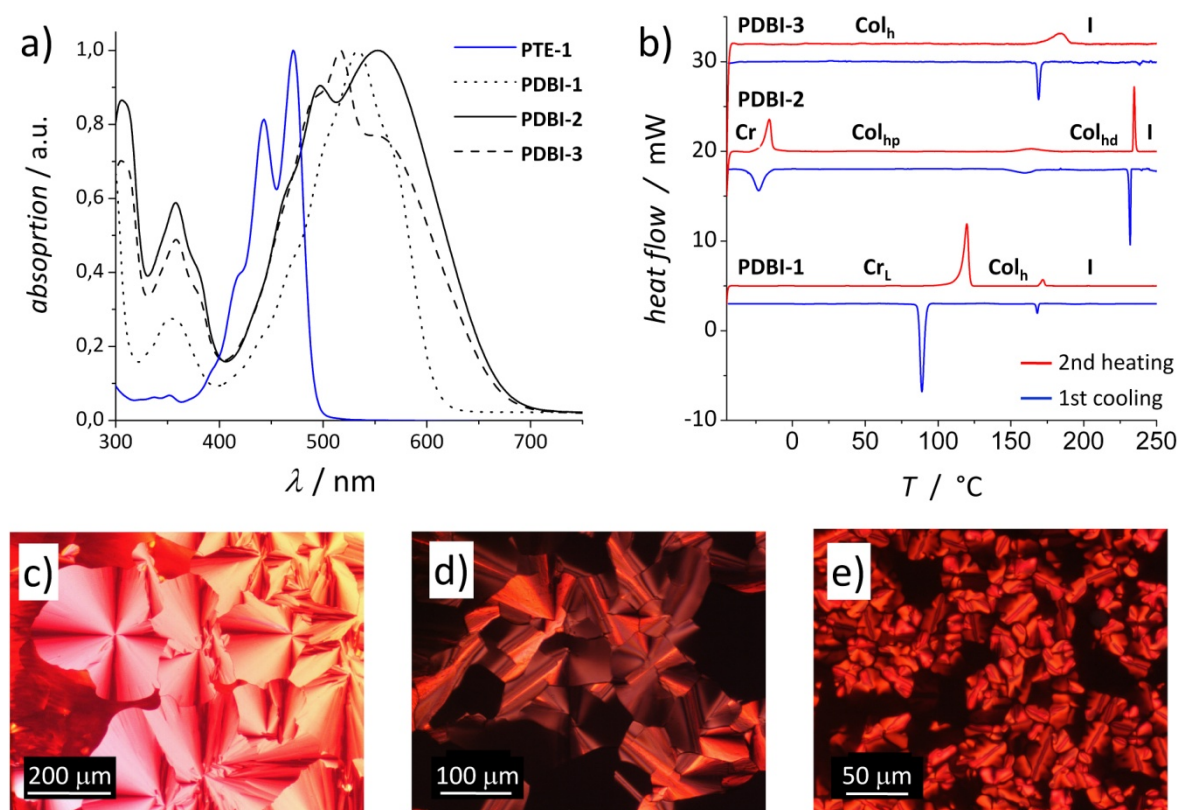 a)
absoprtion / a.u.
1,0
0,8
0,6
0,4
0,2
0,0
300
400
500
600
700
λ / nm
PTE-1
PDBI-1
PDBI-2
PDBI-3
b)
heat flow / mW
30
20
10
0
-10
PDBI-3 Colh I
PDBI-2
Cr Colhp Colhd I
PDBI-1 CrL Colh I
2nd heating
1st cooling
0 50 100 150 200 250
T / °C
c)
200 μm
d)
100 μm
e)
50 μm